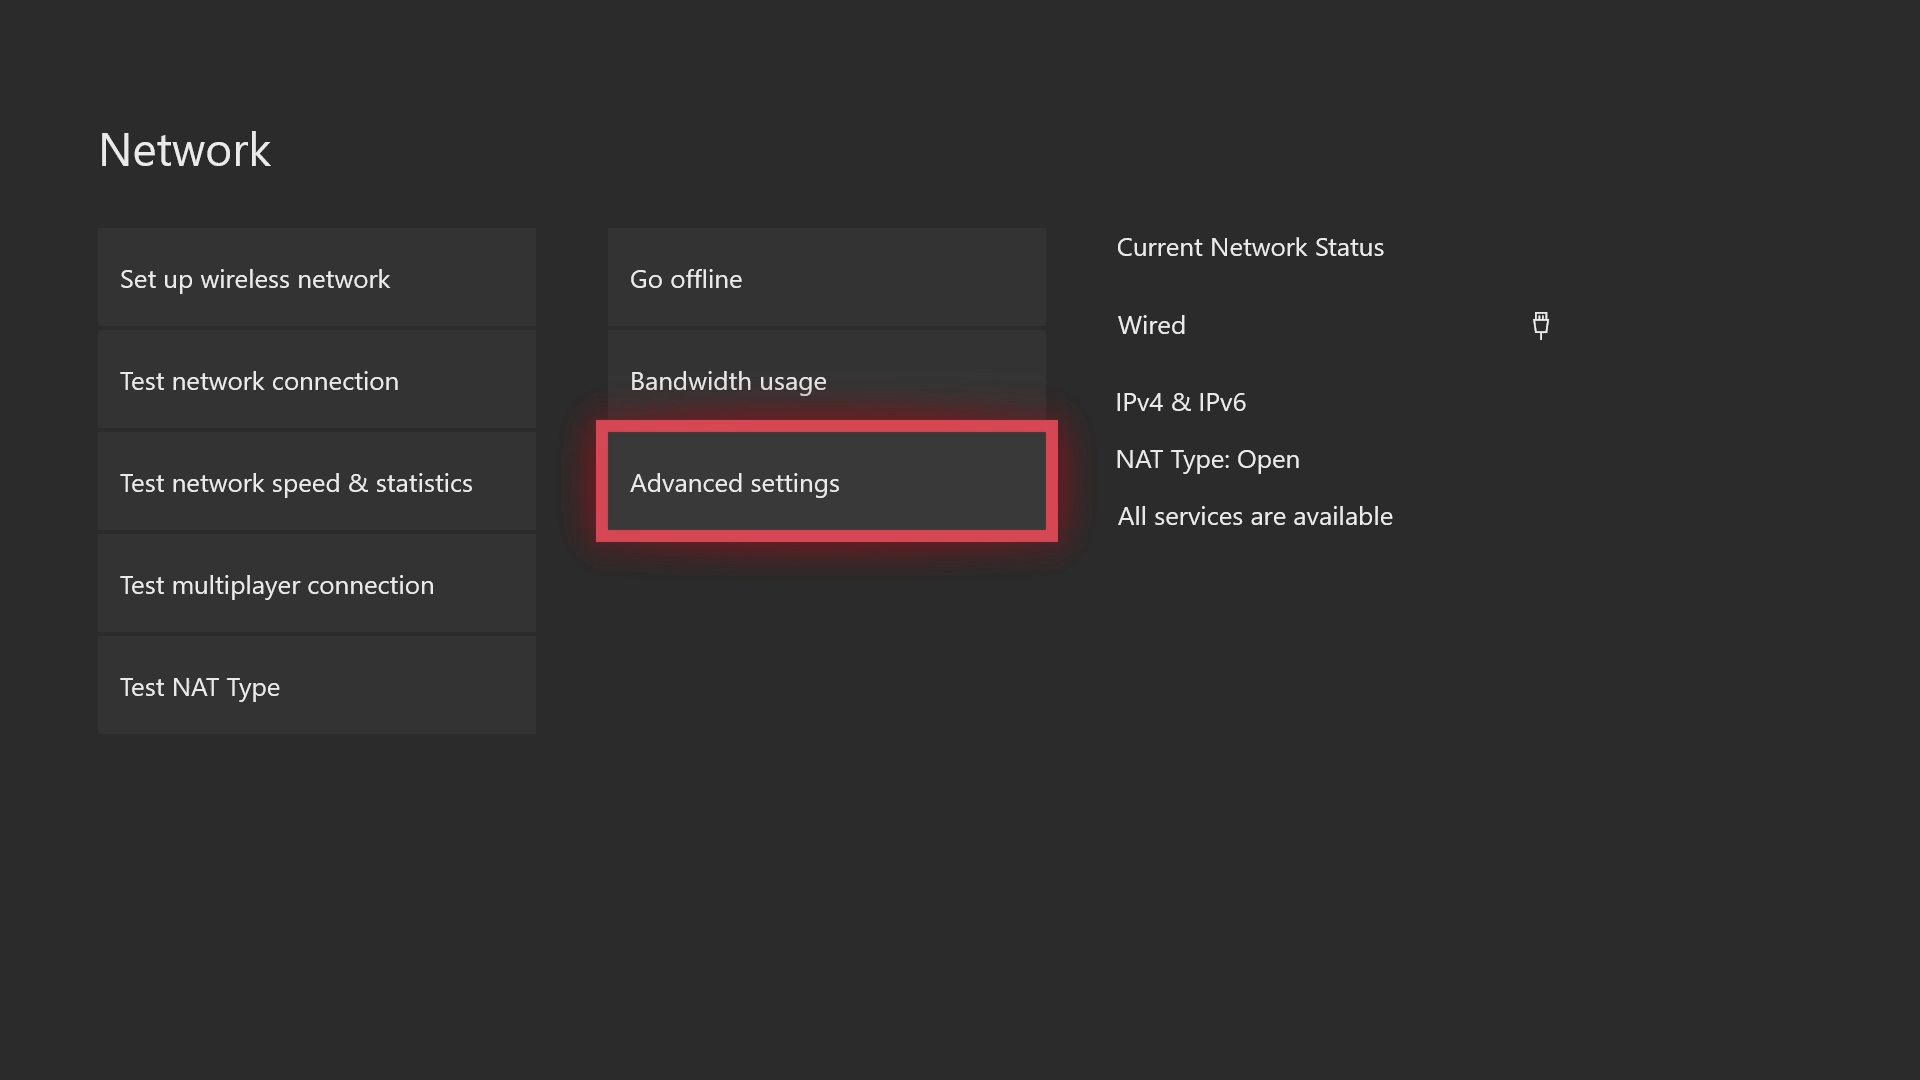 Network
Set up wireless network
Test network connection
Test network speed & statistics
Test multiplayer connection
Test NAT Type
Go offline
Bandwidth usage
Advanced settings
Current Network Status
Wired
IPv4 & IPv6
NAT Type: Open
All services are available